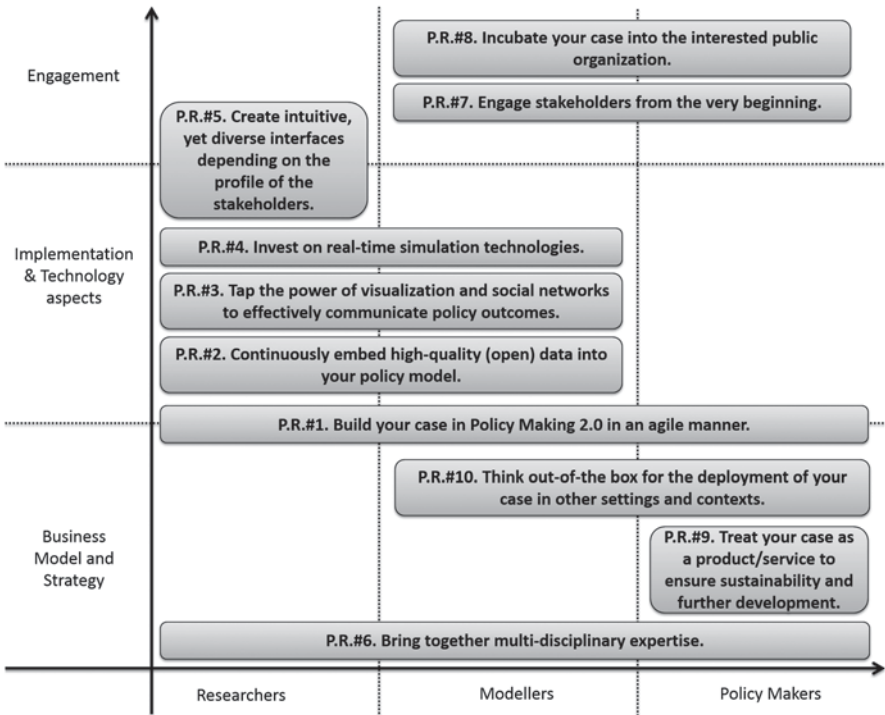 P.R.#8. Incubate your case into the interested public
organization.
Engagement
P.R.#7. Engage stakeholders from the very beginning.
P.R.#5. Create intuitive,
yet diverse interfaces
depending on the
profile of the
stakeholders.
P.R.#4. Invest on real-time simulation technologies.
Implementation
& Technology
aspects
P.R.#3. Tap the power of visualization and social networks
to effectively communicate policy outcomes.
P.R.#2. Continuously embed high-quality (open) data into
your policy model.
P.R.#1. Build your case in Policy Making 2.0 in an agile manner.
P.R.#10. Think out-of-the box for the deployment of your
case in other settings and contexts.
Business
Model and
Strategy
P.R.#9. Treat your case as
a product/service to
ensure sustainability and
further development.
P.R.#6. Bring together multi-disciplinary expertise.
Researchers
Modellers
Policy Makers